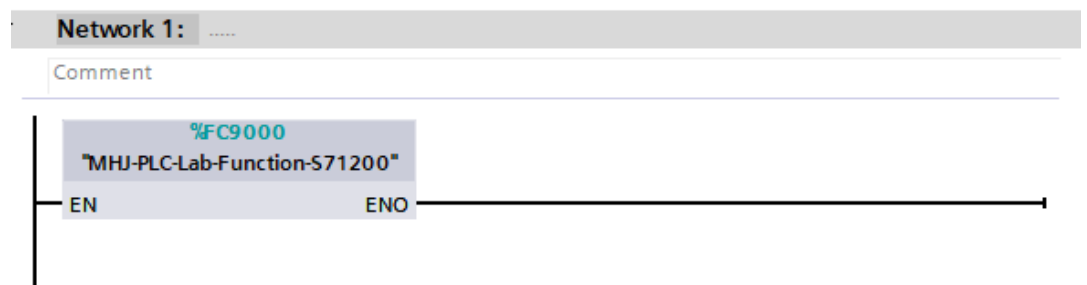 Network 1: .....
Comment
%FC9000
"MHJ-PLC-Lab-Function-S71200"
EN ENO